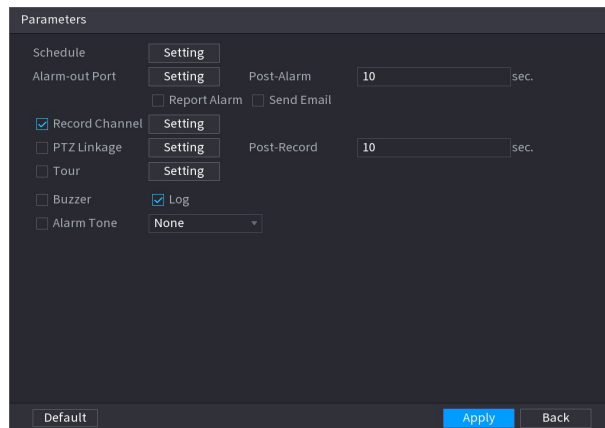 Parameters
Schedule Setting
Alarm-out Port Setting Post-Alarm 10 sec.
Report Alarm Send Email
Record Channel Setting
PTZ Linkage Setting Post-Record 10 sec.
Tour Setting
Buzzer Log
Alarm Tone None
Default Apply Back